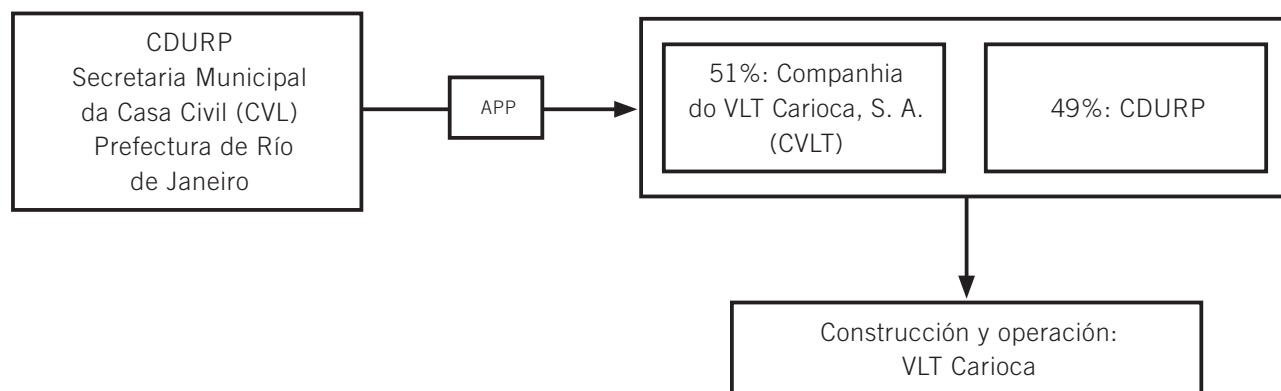 CDURP
Secretaria Municipal
da Casa Civil (CVL)
Prefectura de Río
de Janeiro
APP
51%: Companhia
do VLT Carioca, S. A.
(CVLT)
49%: CDURP
Construcción y operación:
VLT Carioca